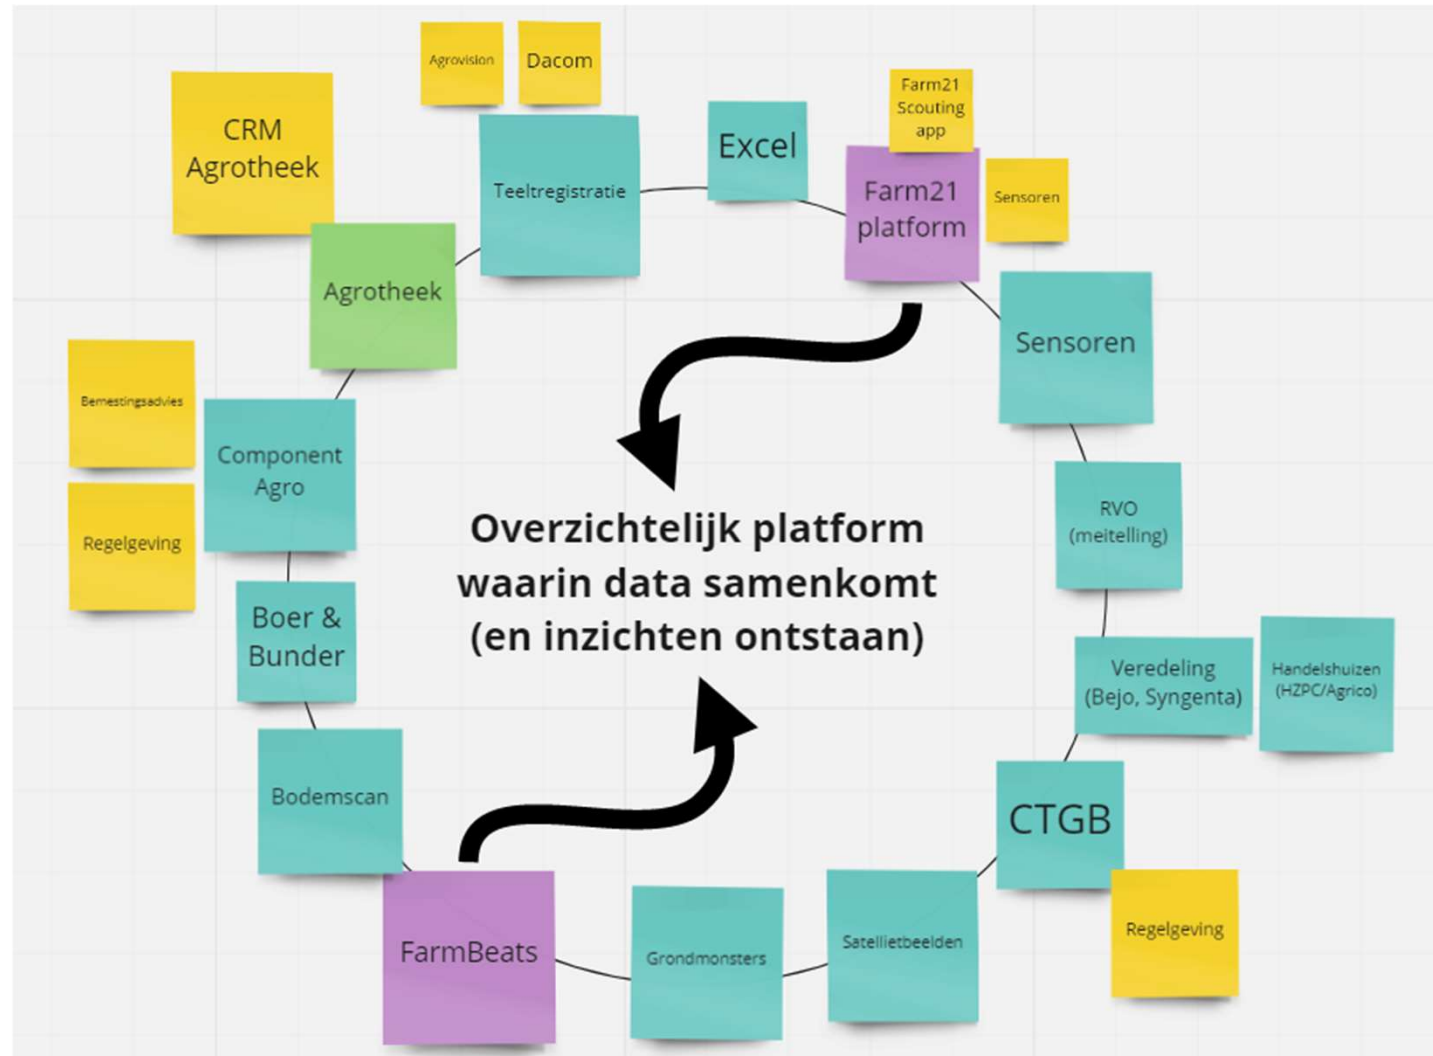 Agrovision
Dacom
CRM
Agrotheek
Teeltregistratie
Excel
Farm21
Scouting
app
Farm21
platform
Sensoren
Agrotheek
Sensoren
Bemestingsadvies
Component
Agro
Regelgeving
RVO
(meitelling)
Overzichtelijk platform
waarin data samenkomt
(en inzichten ontstaan)
Boer &
Bunder
Veredeling
(Bejo, Syngenta)
Handelshuizen
(HZPC/Agrico)
Bodemscan
CTGB
FarmBeats
Grondmonsters
Satellietbeelden
Regelgeving